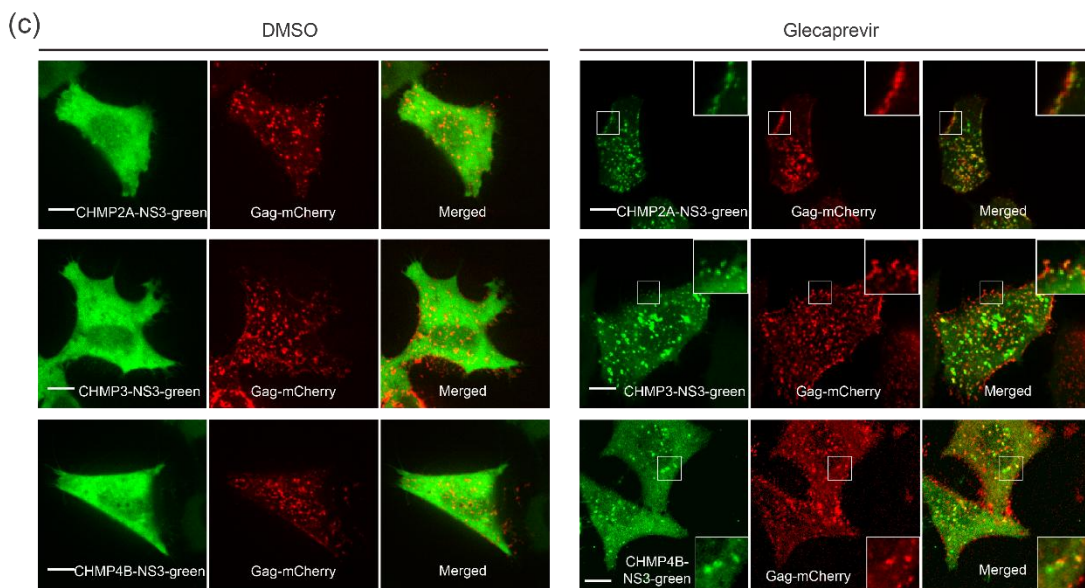 (c)
DMSO
Glecaprevir
CHMP2A-NS3-green
Gag-mCherry
Merged
CHMP2A-NS3-green
Gag-mCherry
Merged
CHMP3-NS3-green
Gag-mCherry
Merged
CHMP3-NS3-green
Gag-mCherry
Merged
CHMP4B-NS3-green
Gag-mCherry
Merged
CHMP4B-
NS3-green
Gag-mCherry
Merged